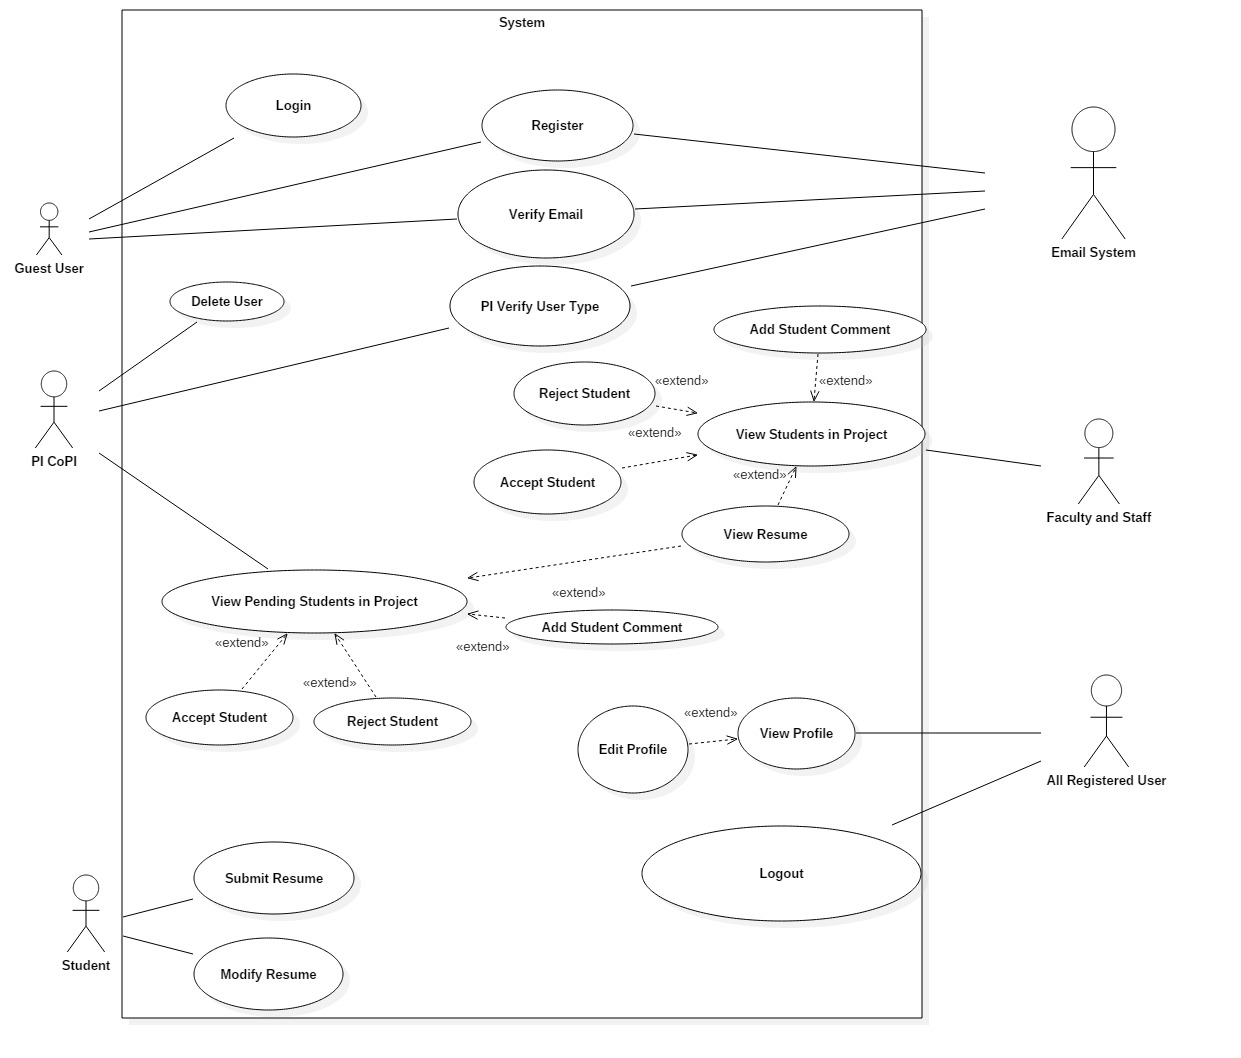 System
Login
Register
Verify Email
Guest User
Email System
Delete User
PI Verify User Type
Add Student Comment
«extend»
«extend»
Reject Student
PI CoPI
«extend»
View Students in Project
«extend»
Accept Student
Faculty and Staff
View Resume
«extend»
View Pending Students in Project
Add Student Comment
«extend»
«extend»
«extend»
Accept Student
Reject Student
«extend»
Edit Profile
View Profile
All Registered User
Logout
Submit Resume
Student
Modify Resume